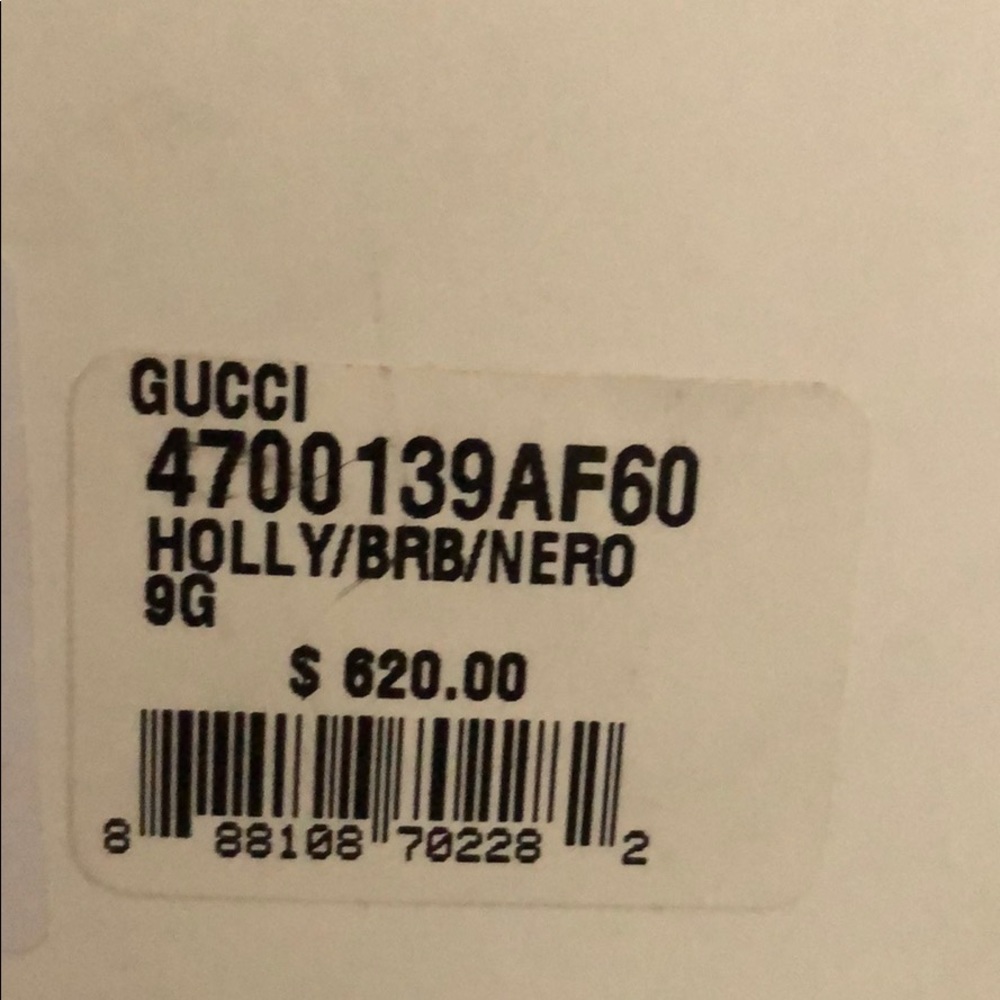 GUCCI
4700139AF60
HOLLY/BRB/NERO
9G
$ 620.00
8 88108 70228 2